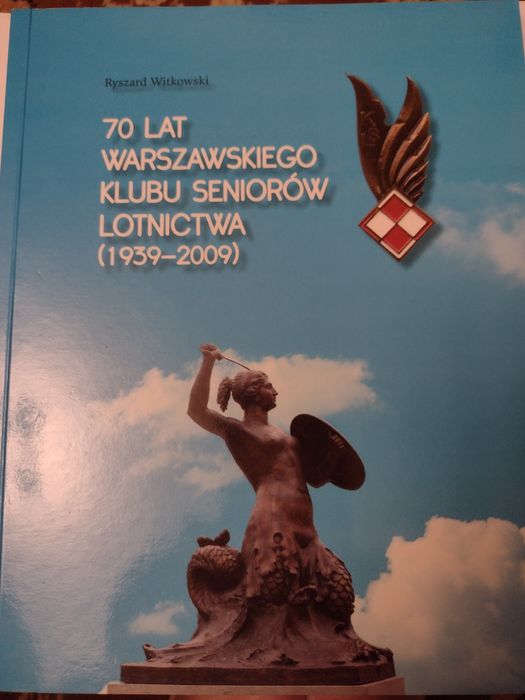 Ryszard Witkowski
70 LAT
WARSZAWSKIEGO
KLUBU SENIORÓW
LOTNICTWA
(1939–2009)